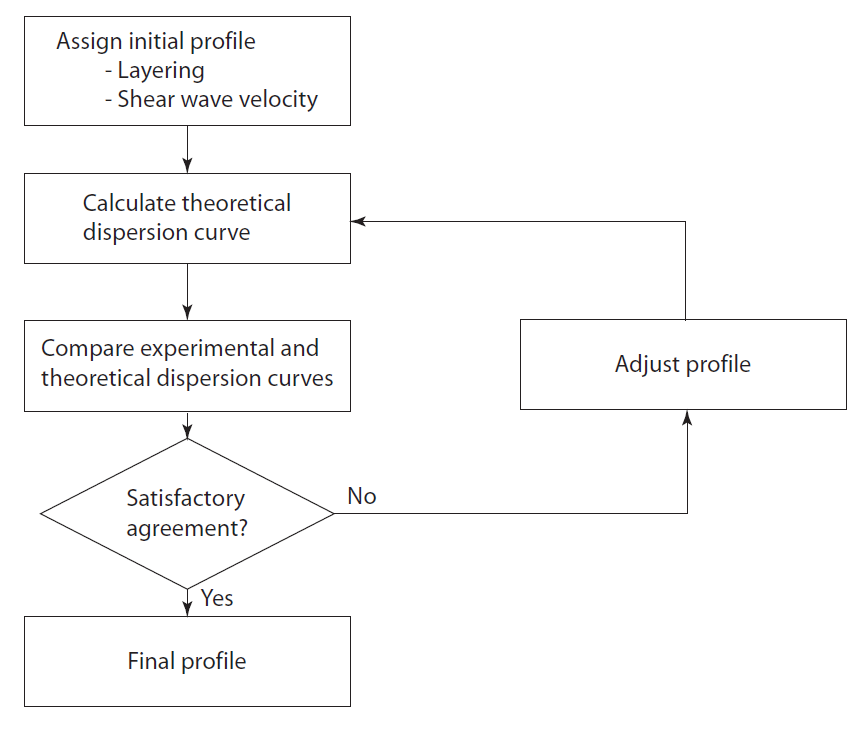 Assign initial profile
- Layering
- Shear wave velocity
Calculate theoretical
dispersion curve
Compare experimental and
theoretical dispersion curves
Adjust profile
Satisfactory
agreement?
No
Yes
Final profile